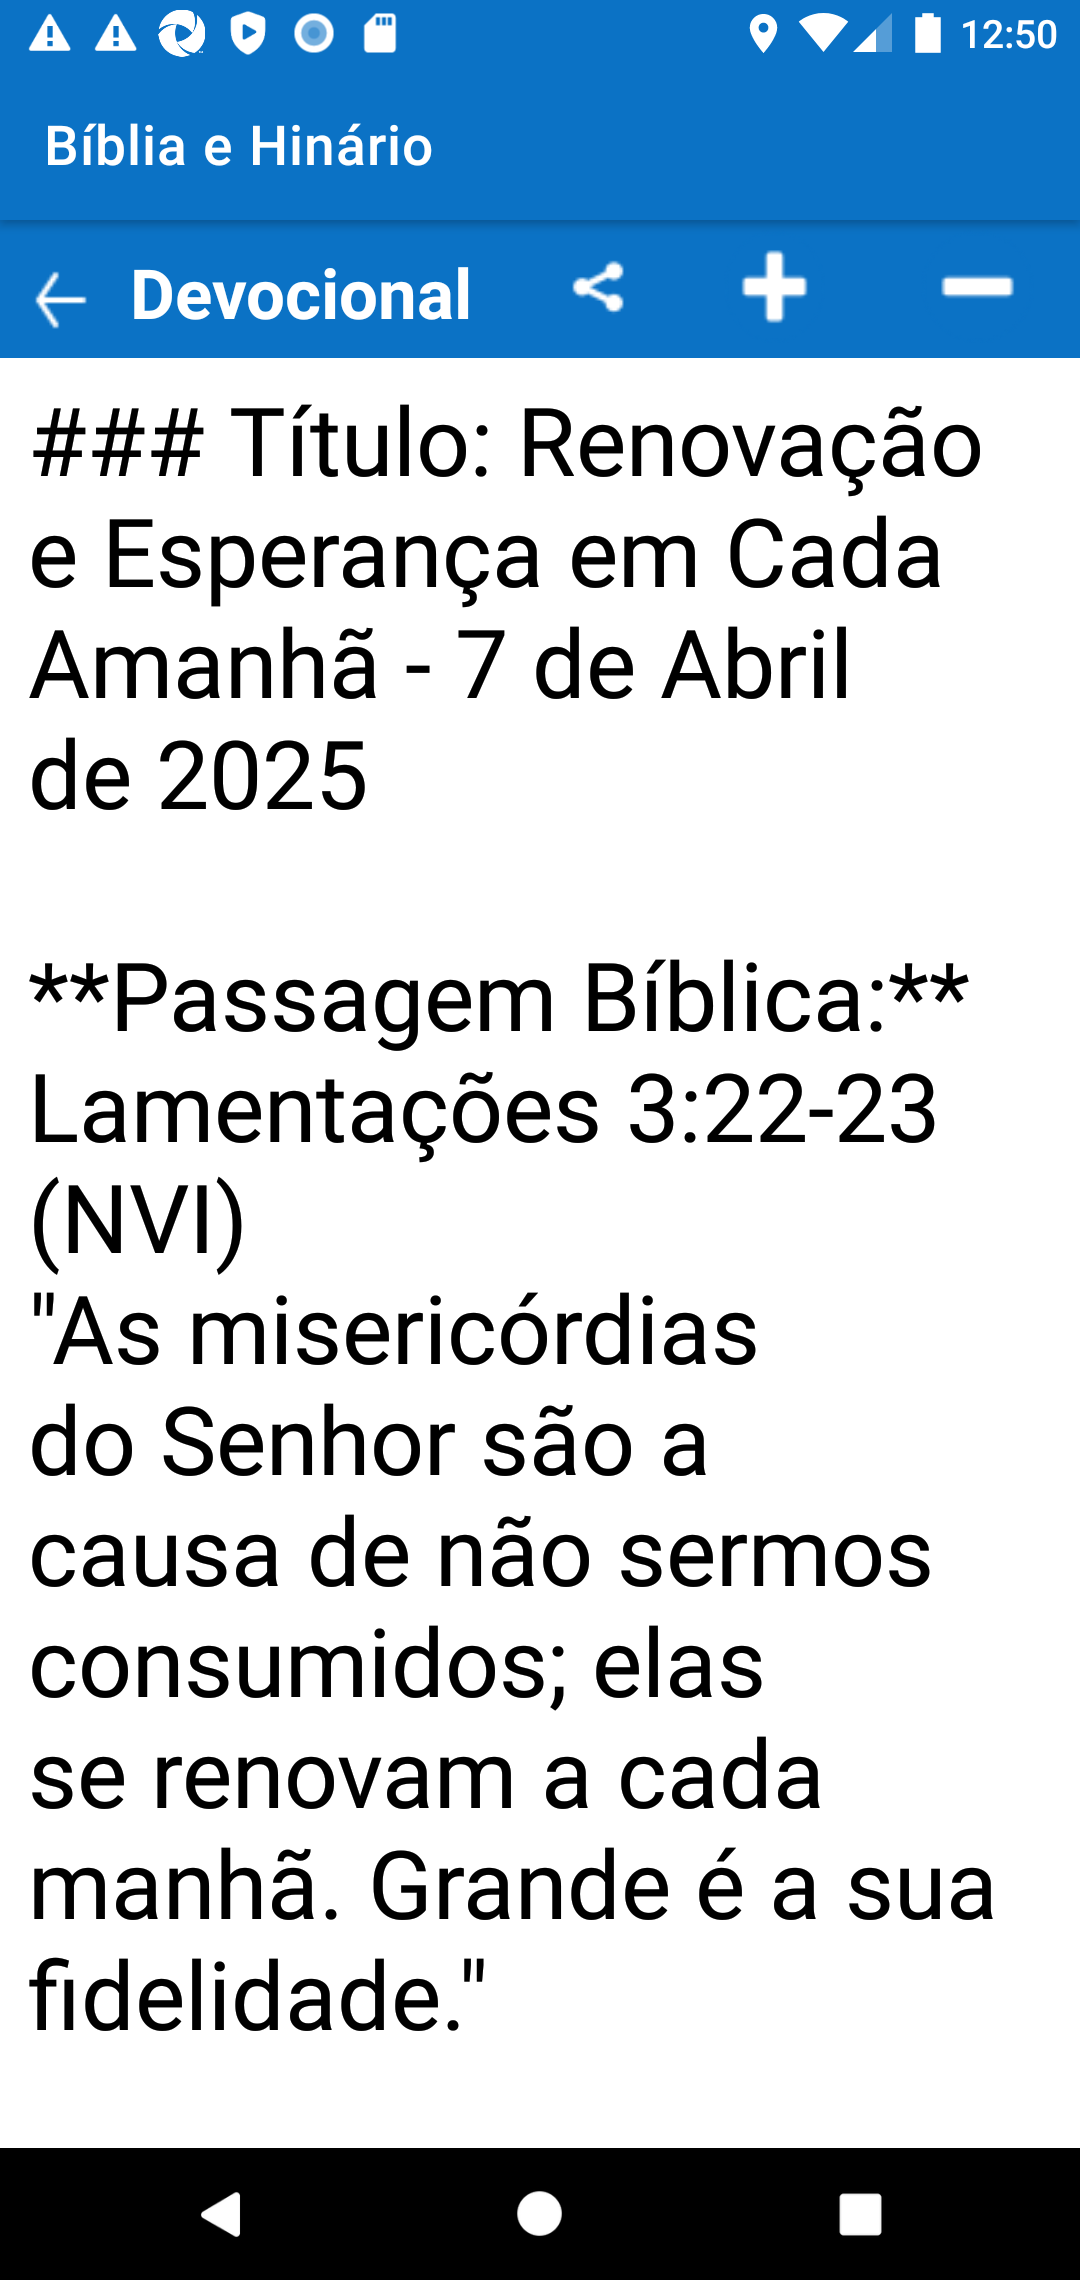 12:50
Bíblia e Hinário
Devocional
### Título: Renovação
e Esperança em Cada
Amanhã - 7 de Abril
de 2025
**Passagem Bíblica:**
Lamentações 3:22-23
(NVI)
"As misericórdias
do Senhor são a
causa de não sermos
consumidos; elas
se renovam a cada
manhã. Grande é a sua
fidelidade."